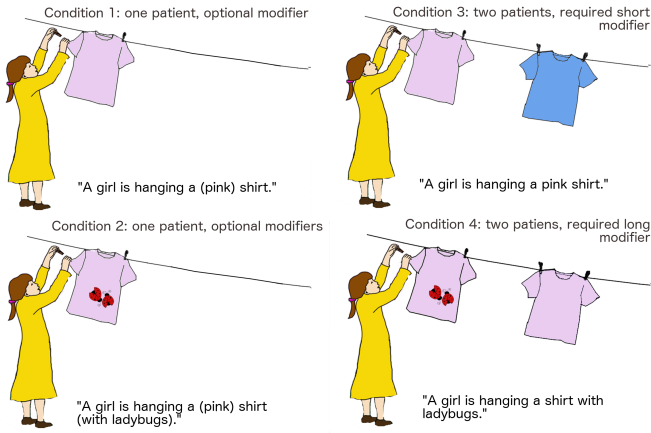 Condition 1: one patient, optional modifier
"A girl is hanging a (pink) shirt."
Condition 3: two patients, required short
modifier
"A girl is hanging a pink shirt."
Condition 2: one patient, optional modifiers
"A girl is hanging a (pink) shirt
(with ladybugs)."
Condition 4: two patiens, required long
modifier
"A girl is hanging a shirt with
ladybugs."